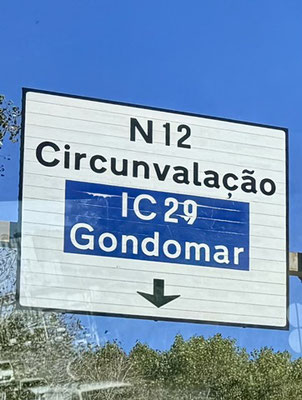 N12
Circunvalação
IC29
Gondomar